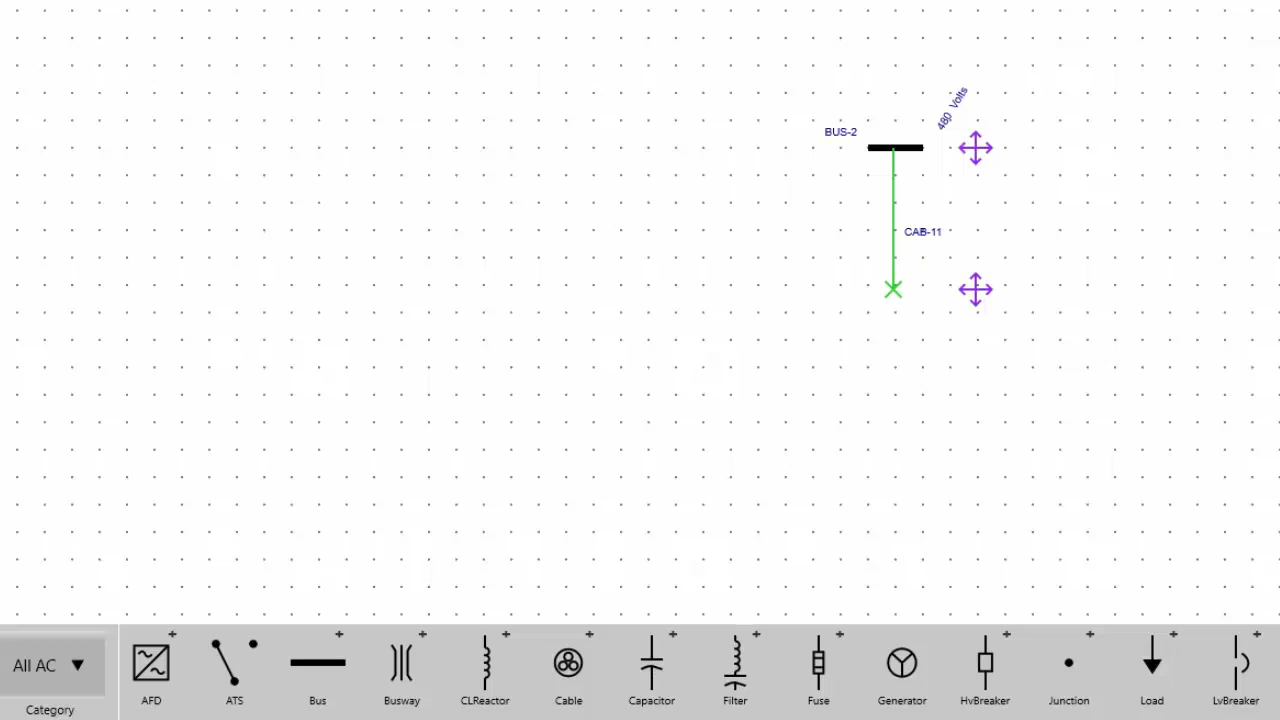 480 Volts
BUS-2
CAB-11
All AC
Category
AFD
ATS
Bus
Busway
CLReactor
Cable
Capacitor
Filter
Fuse
Generator
HvBreaker
Junction
Load
LvBreaker